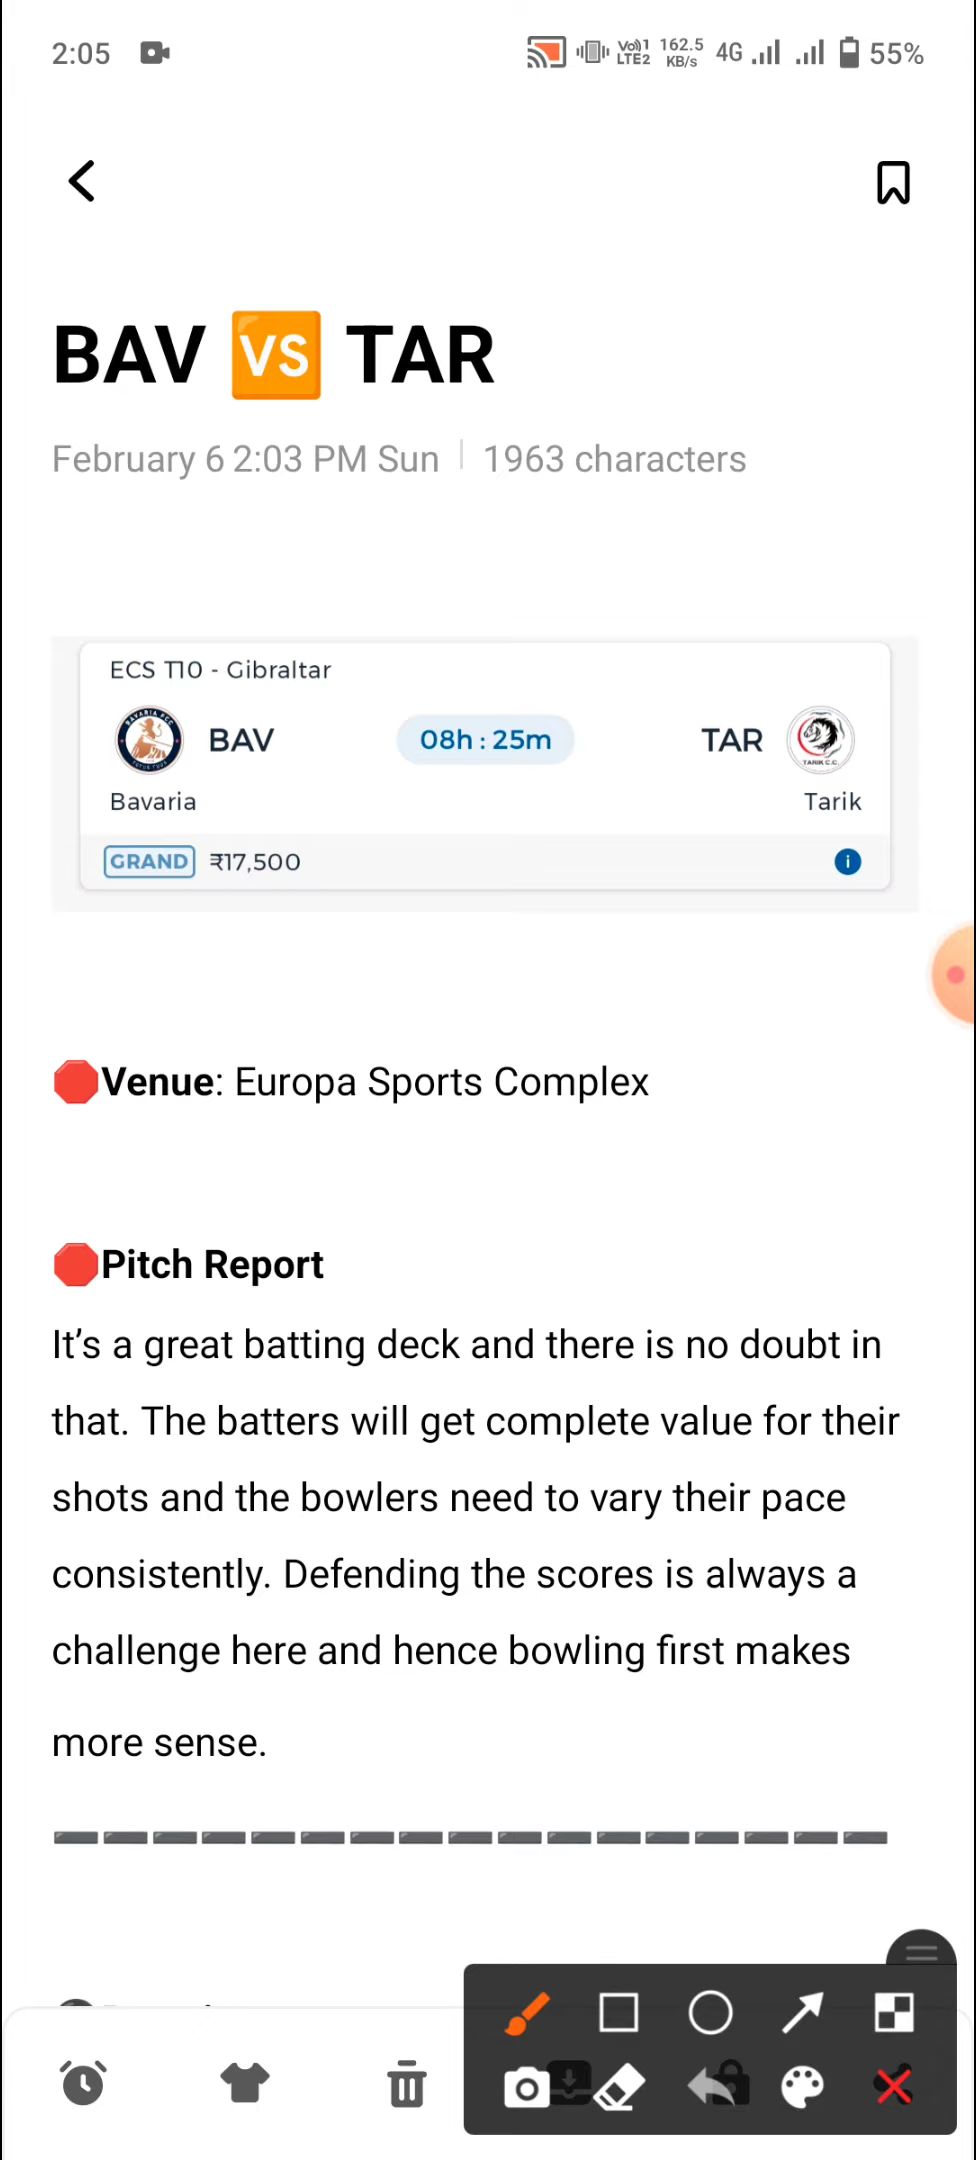 2:05 Vo)) 1 LTE2 162.5 KB/s 4G 55%
BAV VS TAR
February 6 2:03 PM Sun | 1963 characters
ECS T10 - Gibraltar
BAV 08h : 25m TAR
Bavaria Tarik
GRAND ₹17,500
🛑Venue: Europa Sports Complex
🛑Pitch Report
It's a great batting deck and there is no doubt in
that. The batters will get complete value for their
shots and the bowlers need to vary their pace
consistently. Defending the scores is always a
challenge here and hence bowling first makes
more sense.